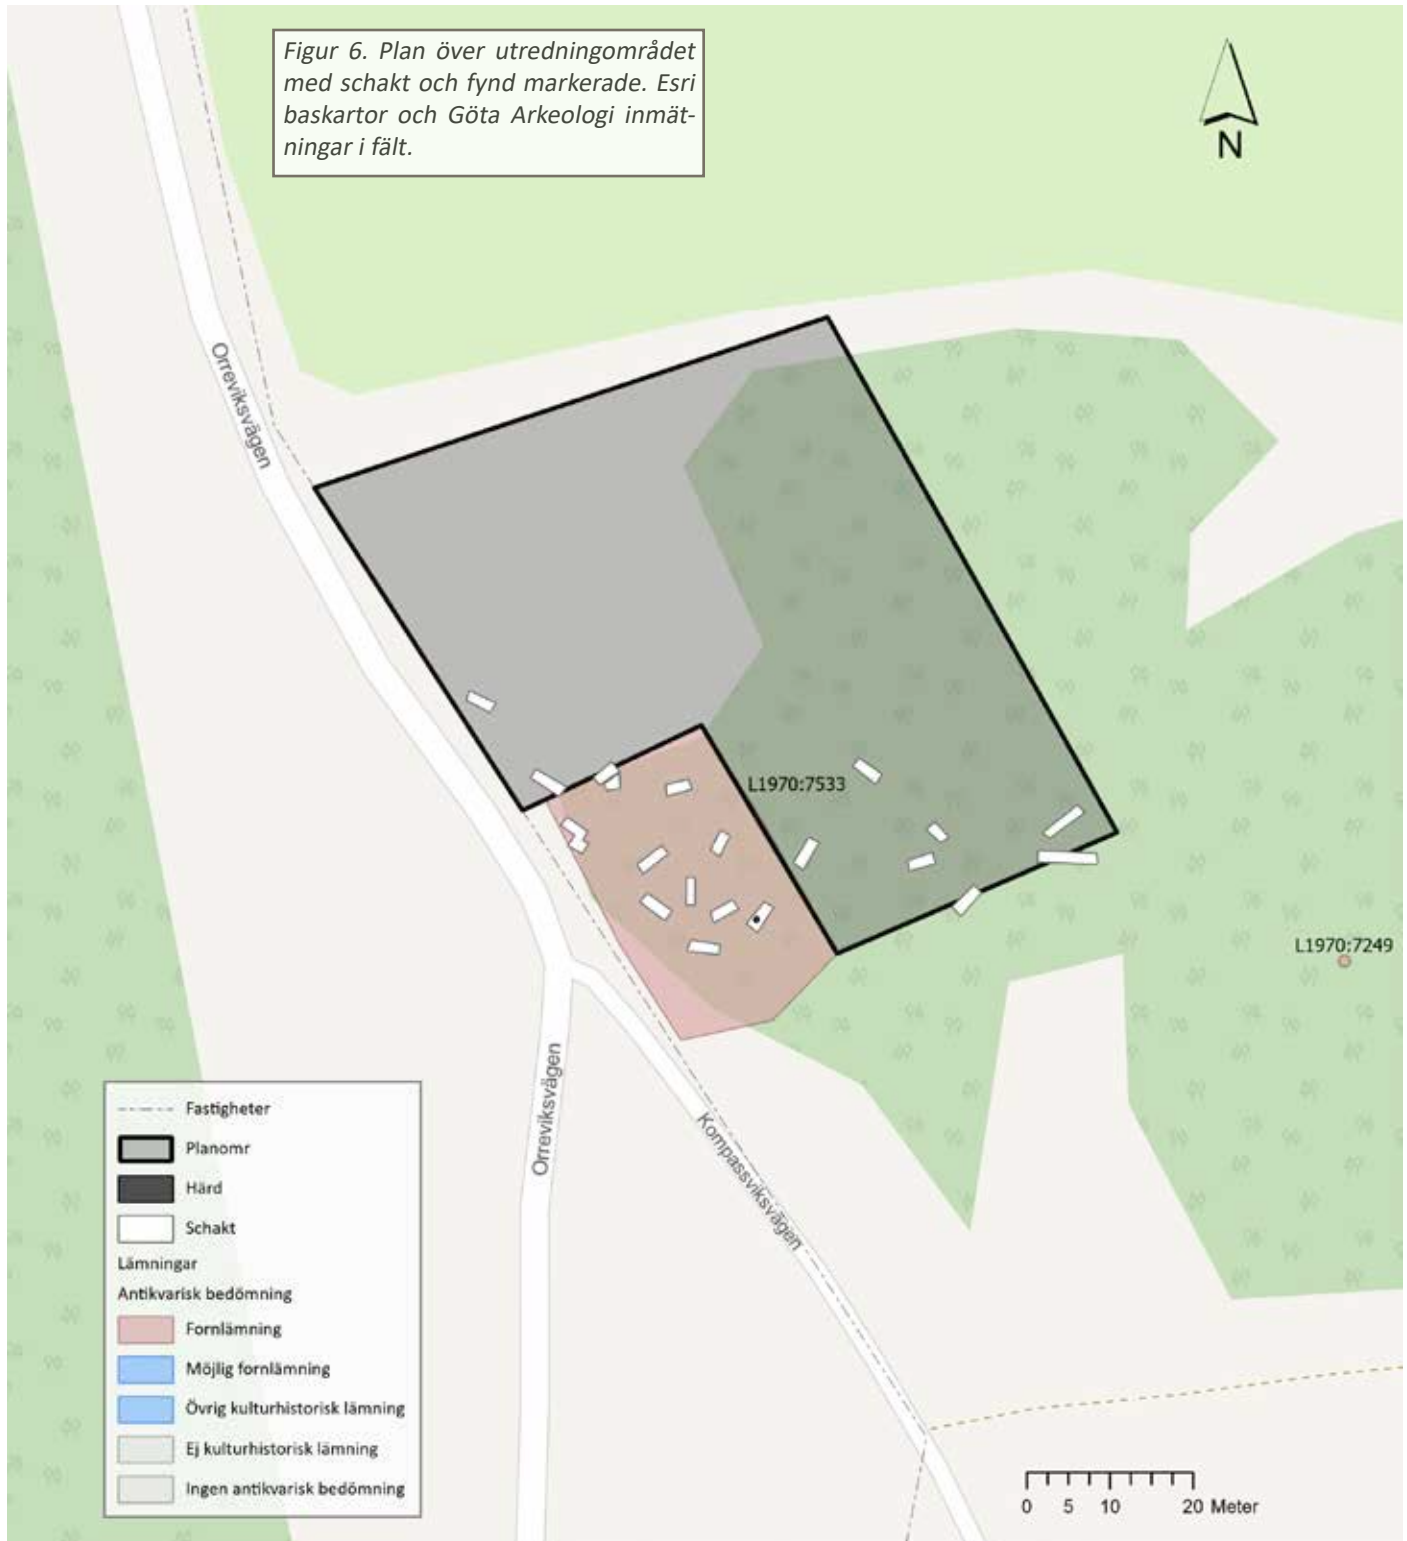 Figur 6. Plan över utredningområdet
med schakt och fynd markerade. Esri
baskartor och Göta Arkeologi inmät-
ningar i fält.
N
Orreviksvägen
L1970:7533
L1970:7249
Orreviksvägen
Kompassviksvägen
Fastigheter
Planomr
Härd
Schakt
Lämningar
Antikvarisk bedömning
Fornlämning
Möjlig fornlämning
Övrig kulturhistorisk lämning
Ej kulturhistorisk lämning
Ingen antikvarisk bedömning
0 5 10 20 Meter